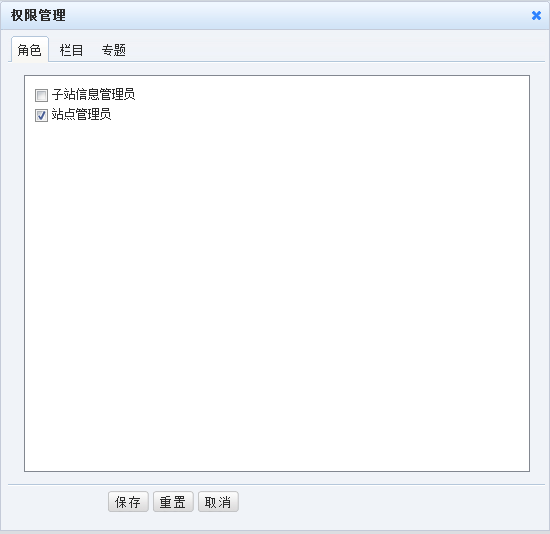 权限管理
角色 栏目 专题
子站信息管理员
站点管理员
保存 重置 取消